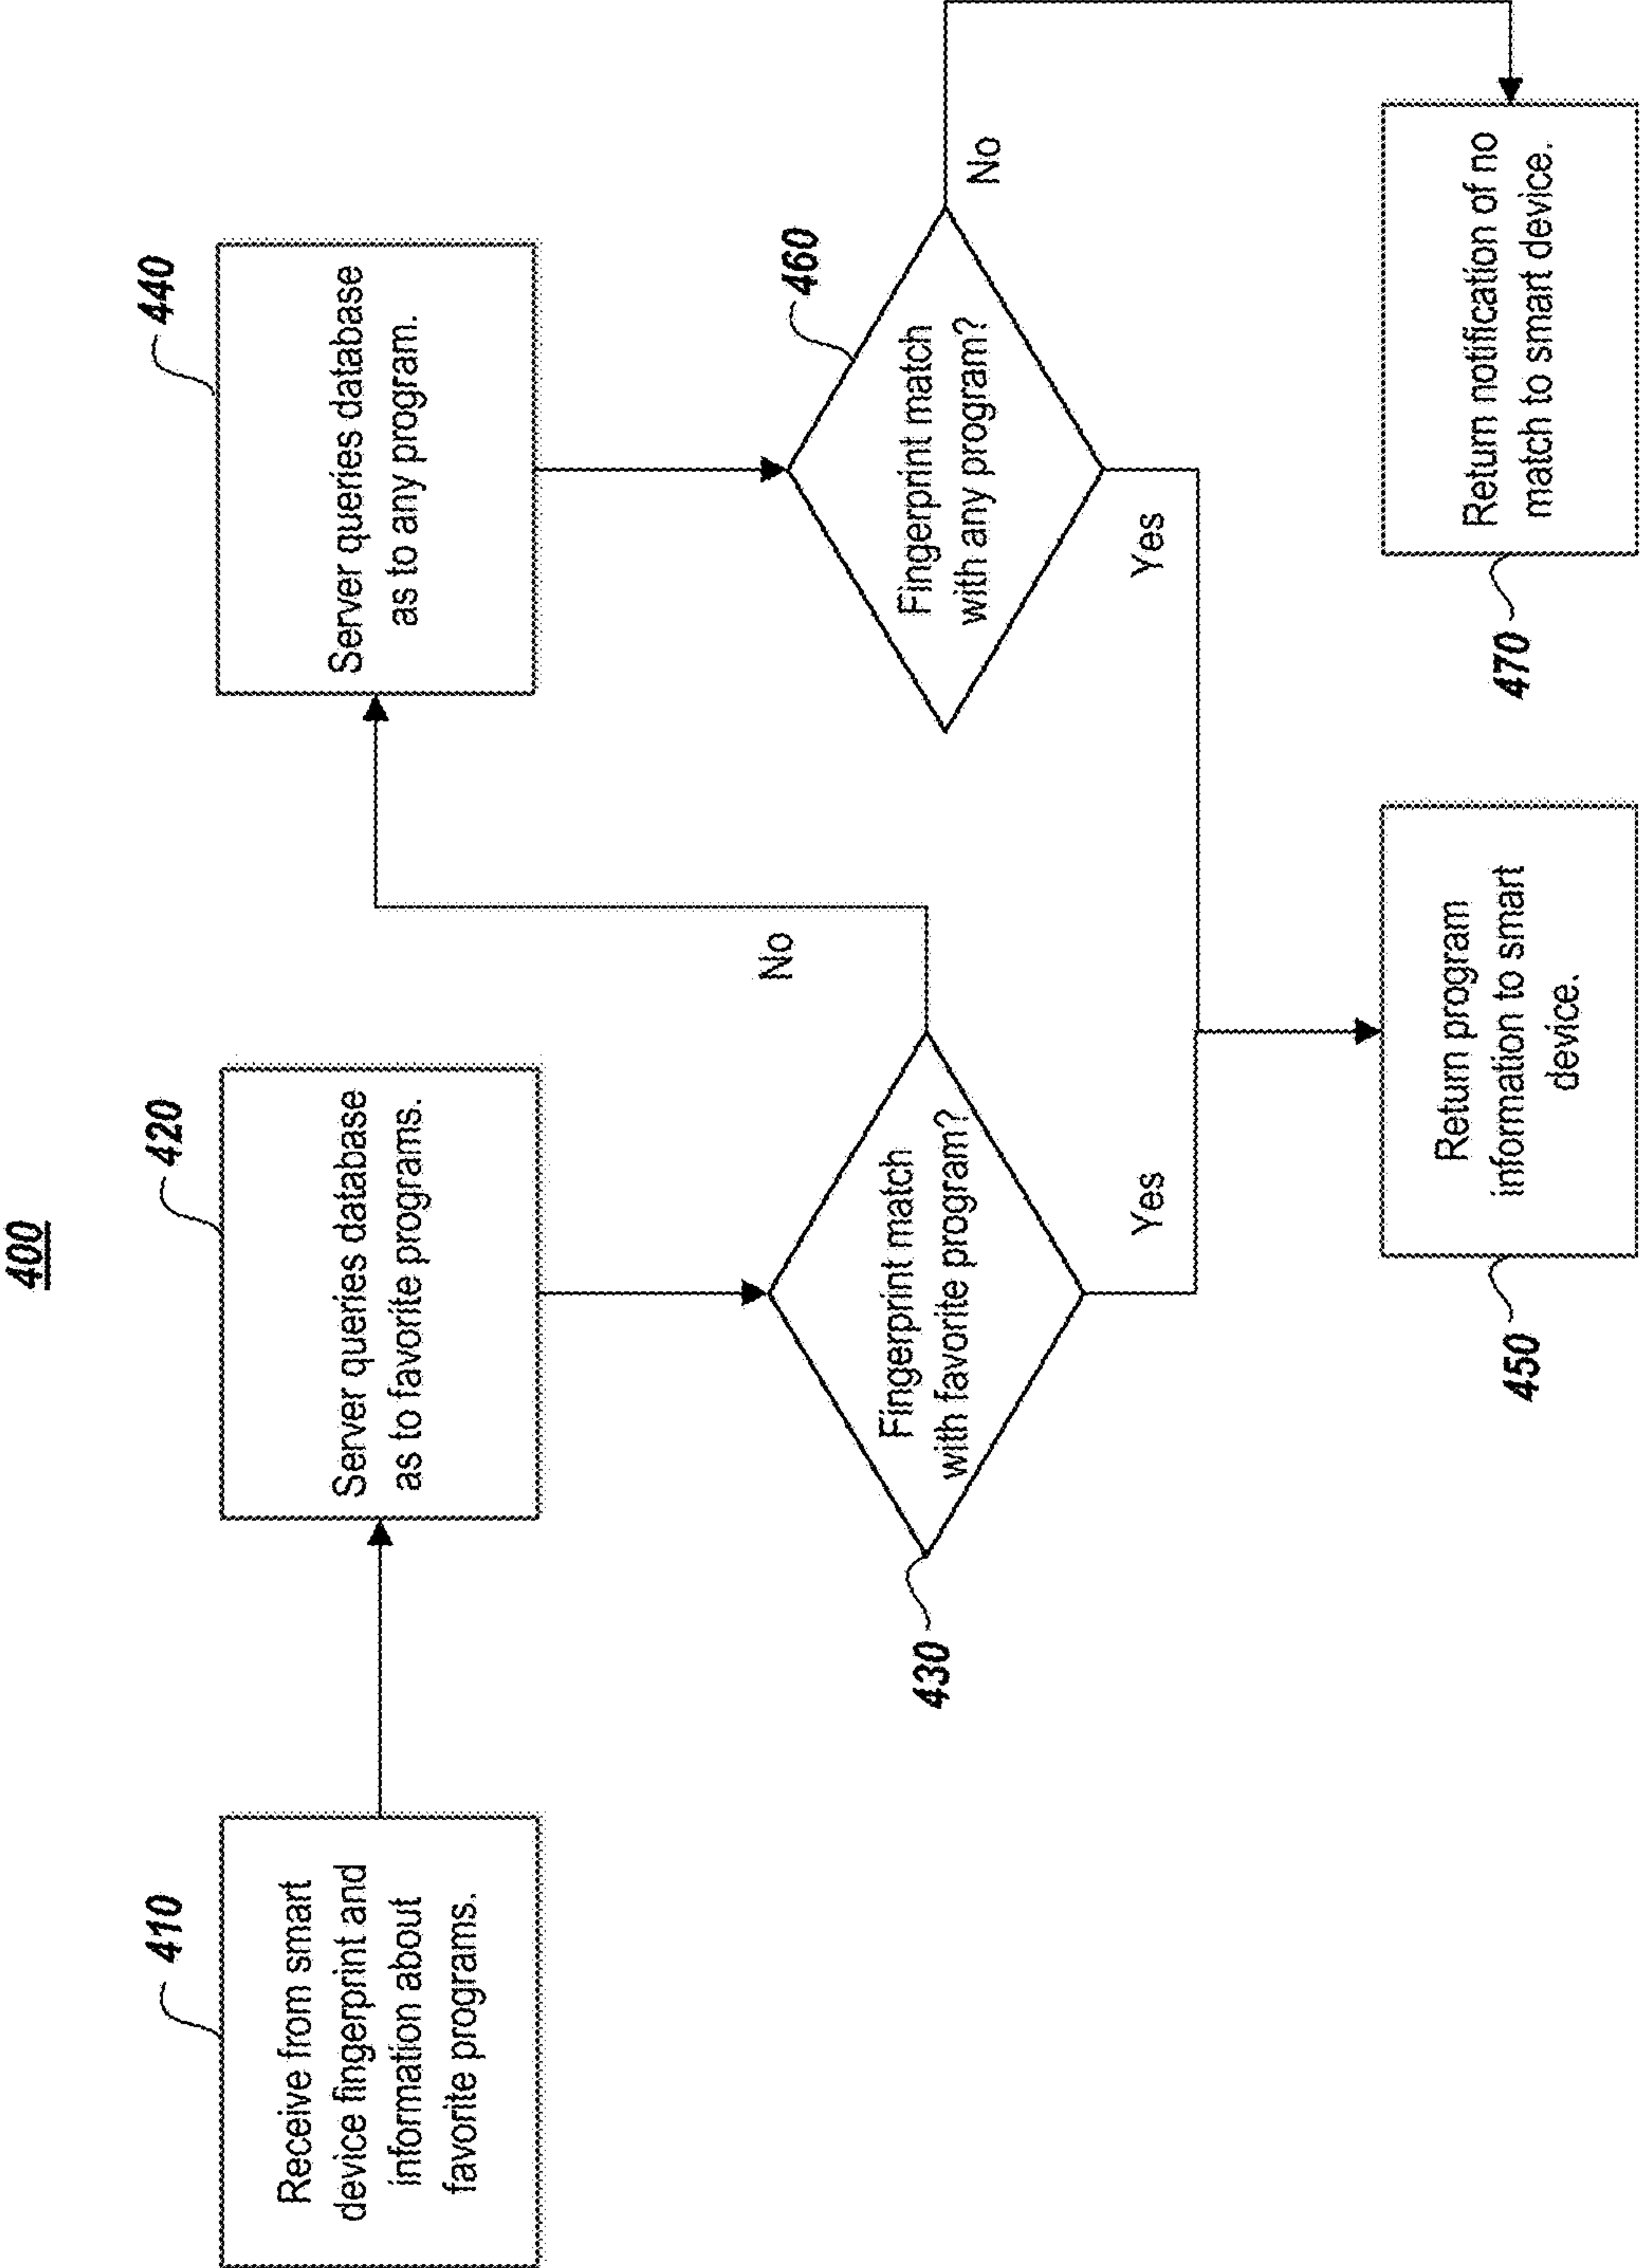 400
410
Receive from smart
device fingerprint and
information about
favorite programs.
420
Server queries database
as to favorite programs.
430
Fingerprint match
with favorite program?
No
Yes
440
Server queries database
as to any program.
460
Fingerprint match
with any program?
No
Yes
450
Return program
information to smart
device.
470
Return notification of no
match to smart device.